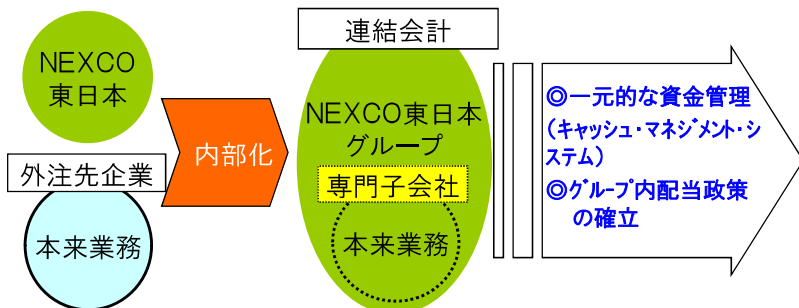 NEXCO
東日本
外注先企業
本来業務
内部化
連結会計
NEXCO東日本
グループ
専門子会社
本来業務
◎一元的な資金管理
(ｷｬｯｼｭ･ﾏﾈｼﾞﾒﾝﾄ･ｼ
ｽﾃﾑ)
◎ｸﾞﾙｰﾌﾟ内配当政策
の確立